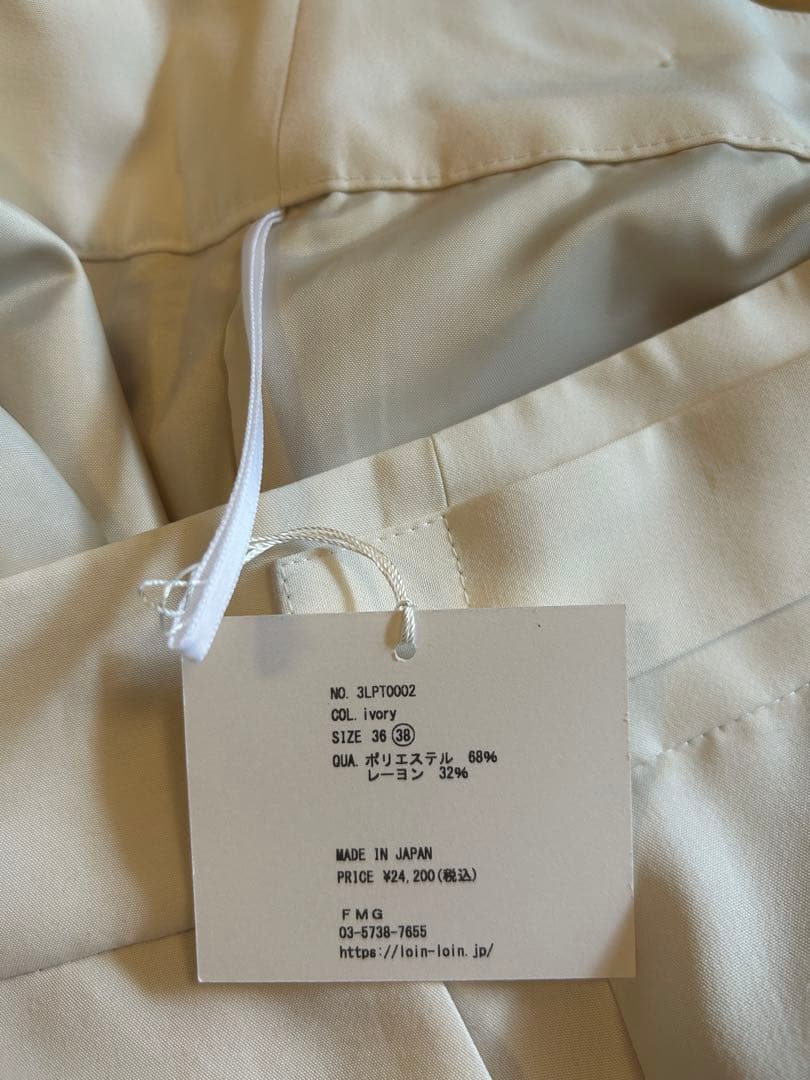 NO. 3LPT0002
COL. ivory
SIZE 36 38
QUA. ポリエステル 68%
レーヨン 32%
MADE IN JAPAN
PRICE ¥24,200(税込)
FMG
03-5738-7655
https://loin-loin.jp/